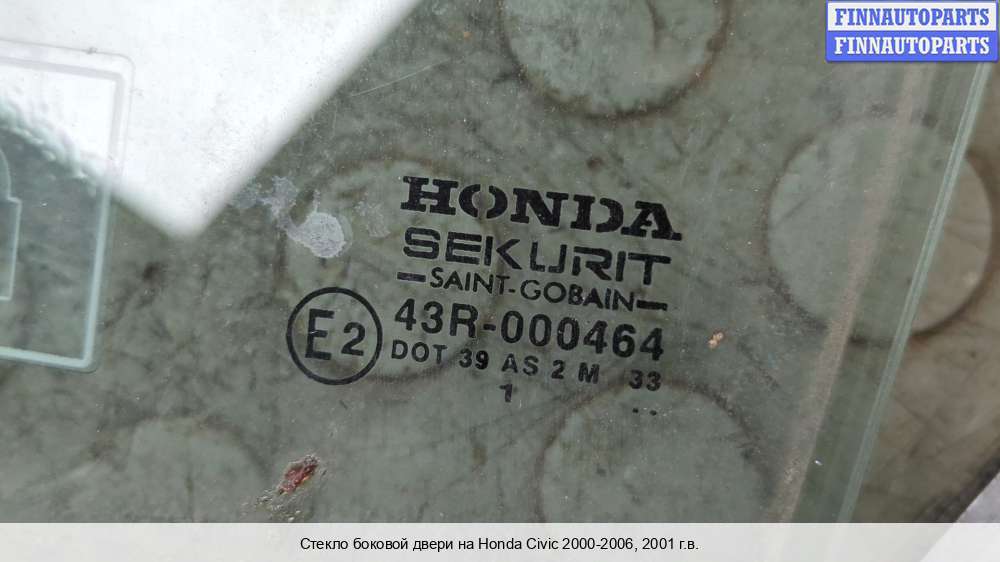 FINNAUTOPARTS
FINNAUTOPARTS
HONDA
SEKURIT
SAINT-GOBAIN
E2
43R-000464
DOT 39 AS 2 M 33
1 ..
Стекло боковой двери на Honda Civic 2000-2006, 2001 г.в.